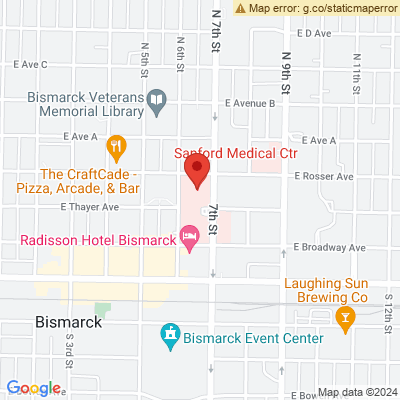 Map error: g.co/staticmaperror
N 5th St
N 6th St
N 7th St
E D Ave
N 9th St
N 11th St
E Ave C
E Ave C
Bismarck Veterans
Memorial Library
E Avenue B
E Ave A
E Ave A
Sanford Medical Ctr
The CraftCade -
Pizza, Arcade, & Bar
E Rosser Ave
E Thayer Ave
7th St
Radisson Hotel Bismarck
E Broadway Ave
Laughing Sun
Brewing Co
S 12th St
Bismarck
S 3rd St
Bismarck Event Center
Google
Map data ©2024